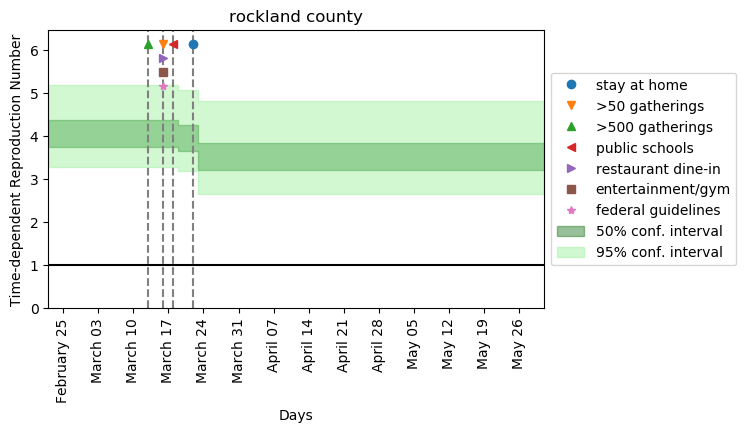 rockland county
Time-dependent Reproduction Number
6
5
4
3
2
1
0
February 25
March 03
March 10
March 17
March 24
March 31
April 07
April 14
April 21
April 28
May 05
May 12
May 19
May 26
Days
stay at home
>50 gatherings
>500 gatherings
public schools
restaurant dine-in
entertainment/gym
federal guidelines
50% conf. interval
95% conf. interval